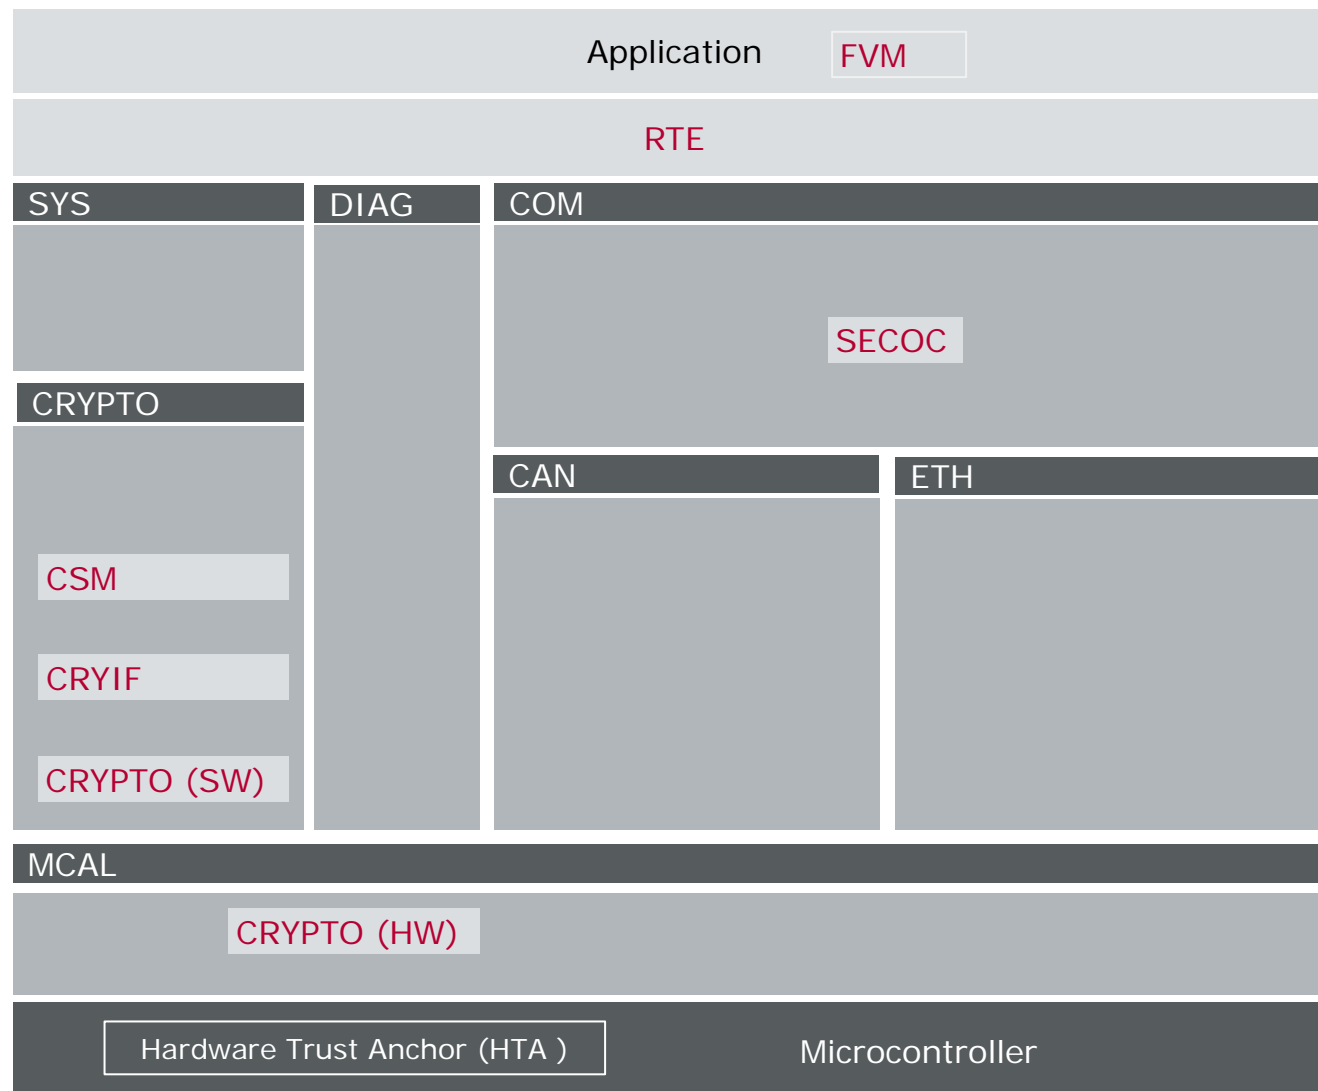 Application
FVM
RTE
SYS
DIAG
COM
SECOC
CRYPTO
CAN
ETH
CSM
CRYIF
CRYPTO (SW)
MCAL
CRYPTO (HW)
Hardware Trust Anchor (HTA )
Microcontroller